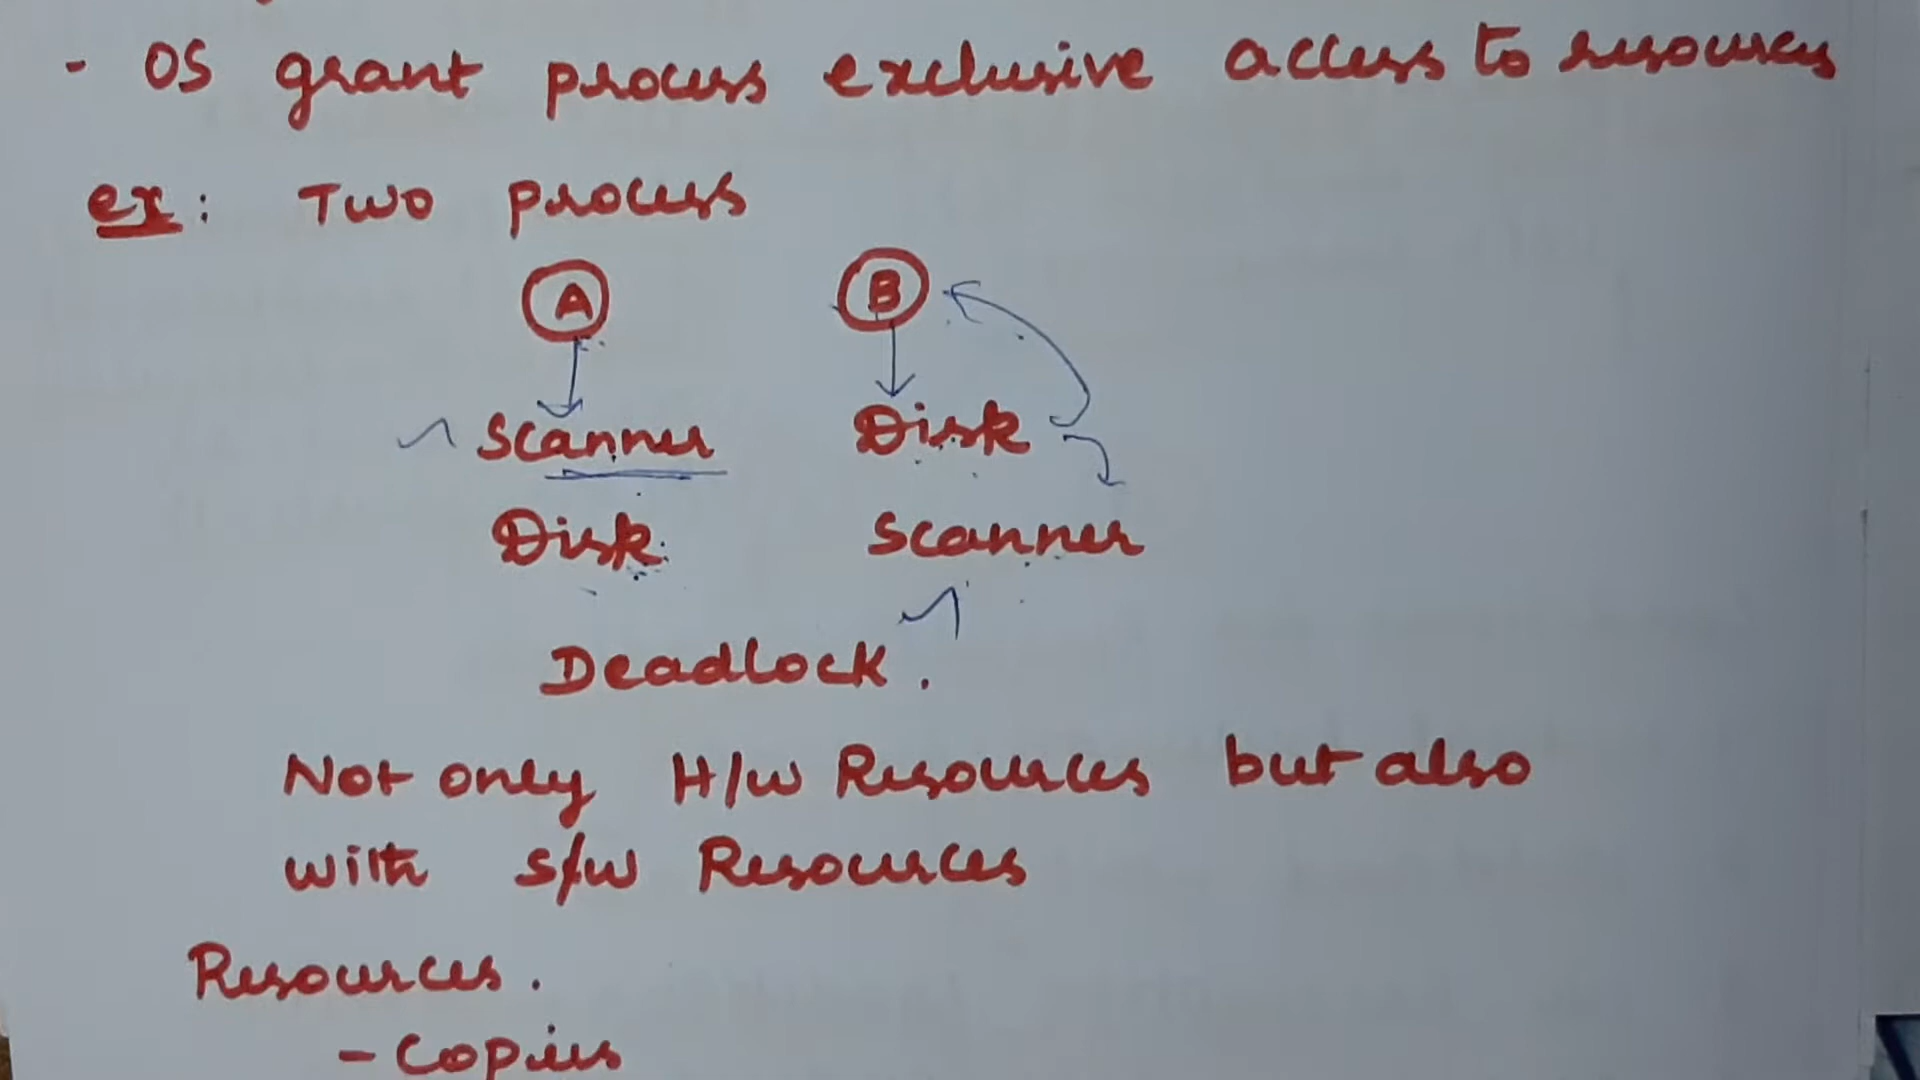 - OS grant process exclusive access to resources
ex: Two process
A B
Scanner Disk
Disk Scanner
Deadlock.
Not only H/w Resources but also
with S/w Resources
Resources.
- Copies